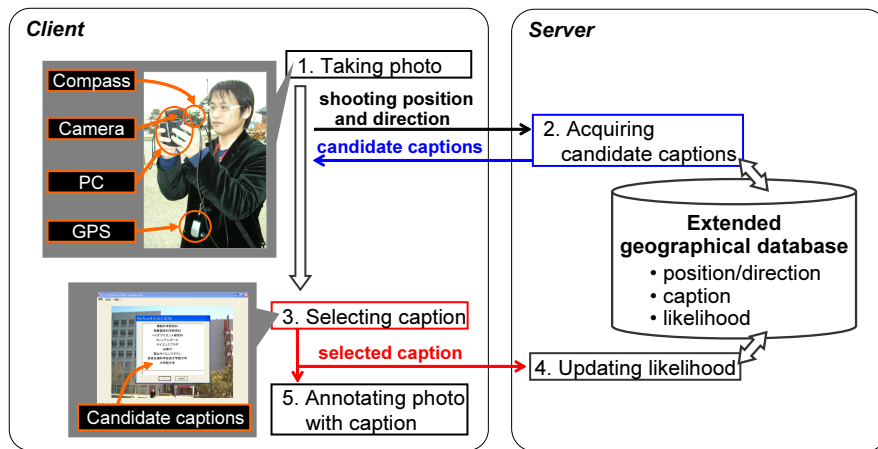 Client
Server
1. Taking photo
Compass
Camera
PC
GPS
shooting position
and direction
candidate captions
2. Acquiring
candidate captions
Extended
geographical database
• position/direction
• caption
• likelihood
3. Selecting caption
selected caption
4. Updating likelihood
5. Annotating photo
with caption
Candidate captions